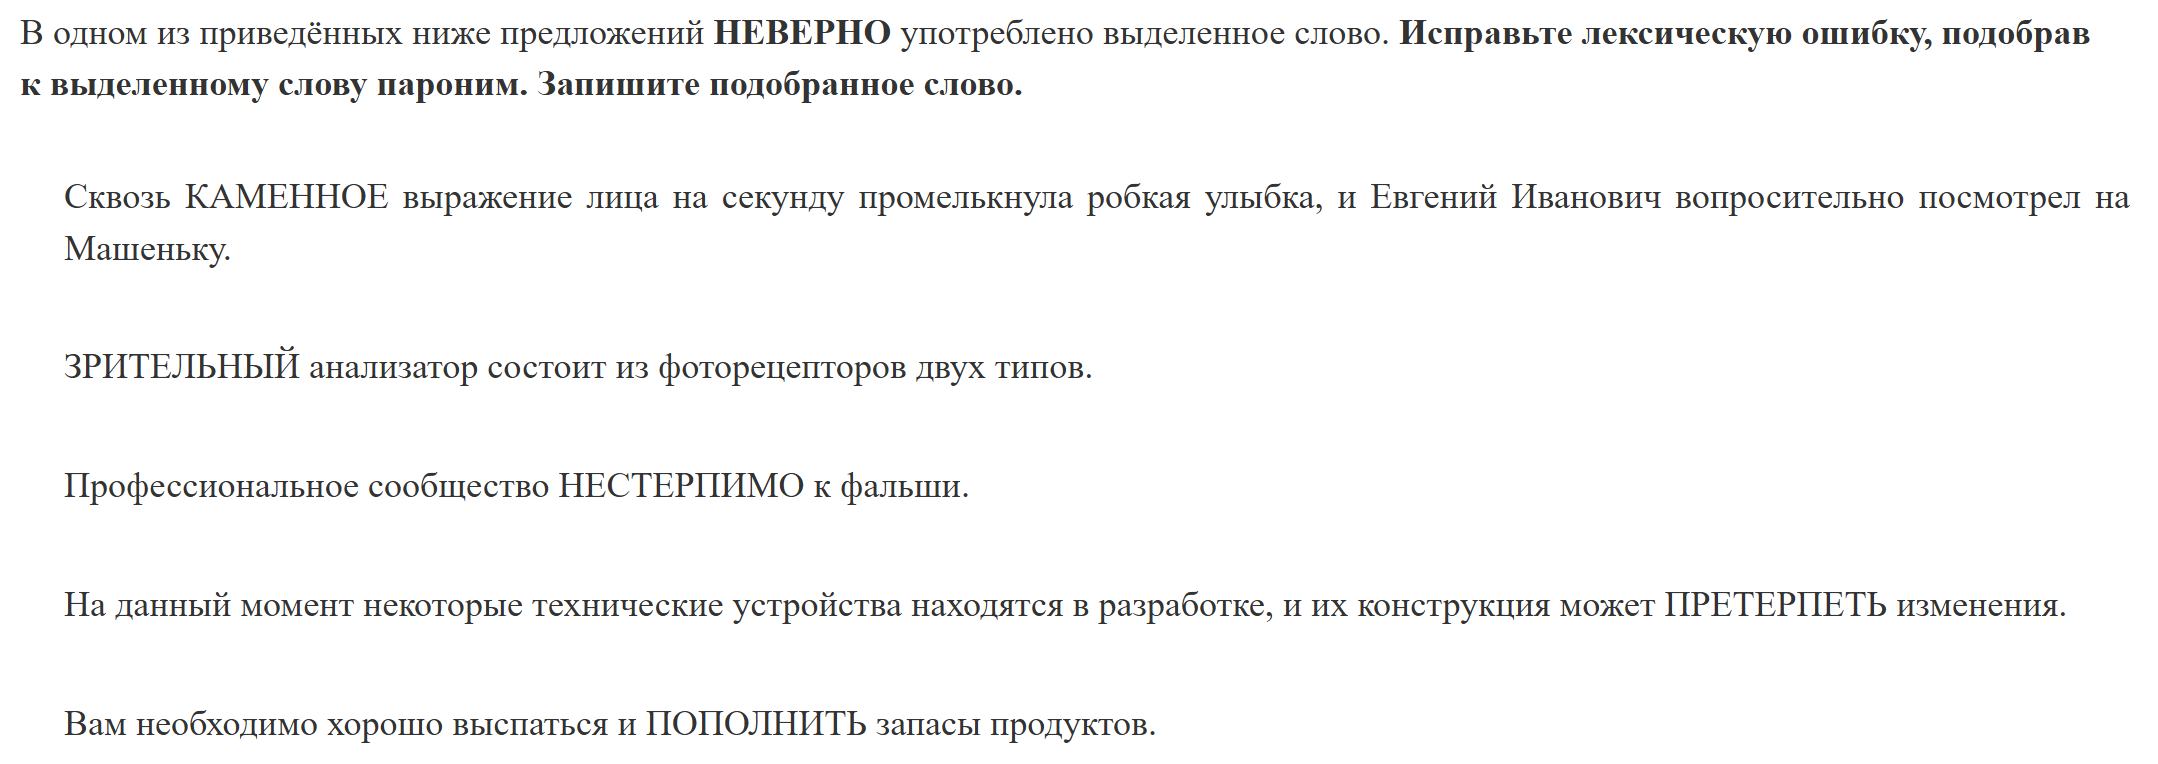 В одном из приведённых ниже предложений НЕВЕРНО употреблено выделенное слово. Исправьте лексическую ошибку, подобрав
к выделенному слову пароним. Запишите подобранное слово.
Сквозь КАМЕННОЕ выражение лица на секунду промелькнула робкая улыбка, и Евгений Иванович вопросительно посмотрел на
Машеньку.
ЗРИТЕЛЬНЫЙ анализатор состоит из фоторецепторов двух типов.
Профессиональное сообщество НЕСТЕРПИМО к фальши.
На данный момент некоторые технические устройства находятся в разработке, и их конструкция может ПРЕТЕРПЕТЬ изменения.
Вам необходимо хорошо выспаться и ПОПОЛНИТЬ запасы продуктов.